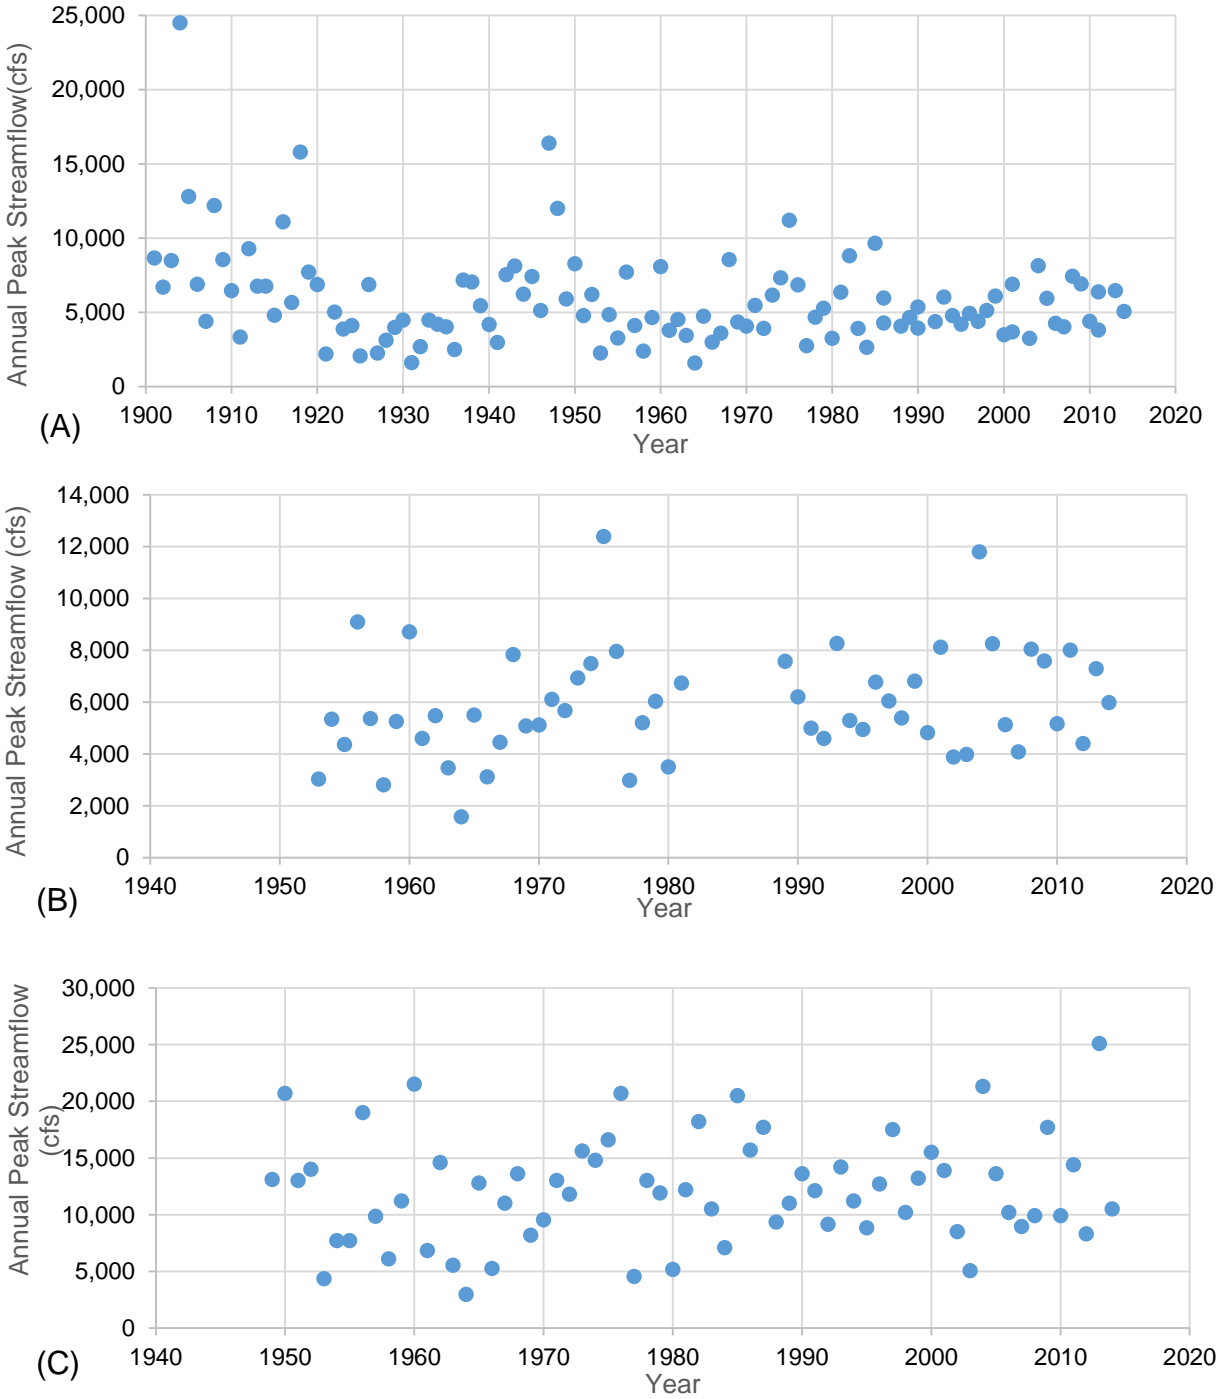 25,000
20,000
15,000
10,000
5,000
0
Annual Peak Streamflow(cfs)
1900 1910 1920 1930 1940 1950 1960 1970 1980 1990 2000 2010 2020
(A)
Year
14,000
12,000
10,000
8,000
6,000
4,000
2,000
0
Annual Peak Streamflow (cfs)
1940 1950 1960 1970 1980 1990 2000 2010 2020
(B)
Year
30,000
25,000
20,000
15,000
10,000
5,000
0
Annual Peak Streamflow
(cfs)
1940 1950 1960 1970 1980 1990 2000 2010 2020
(C)
Year